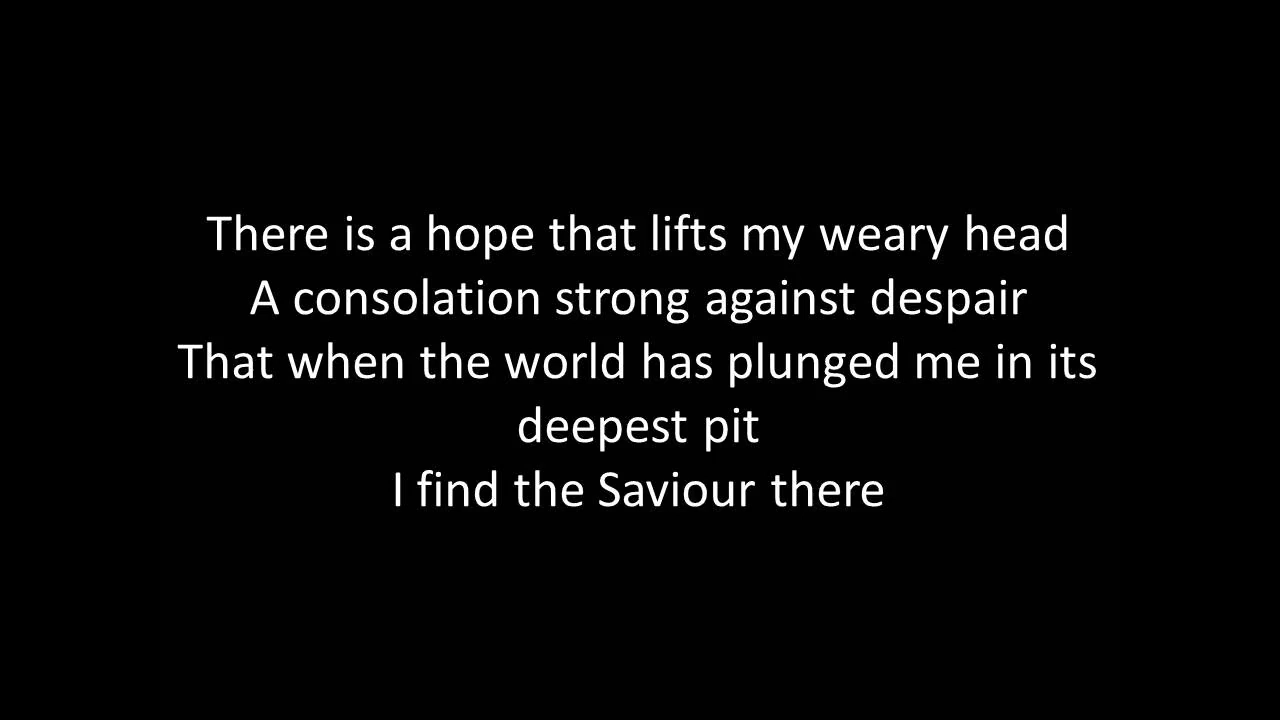 There is a hope that lifts my weary head
A consolation strong against despair
That when the world has plunged me in its
deepest pit
I find the Saviour there